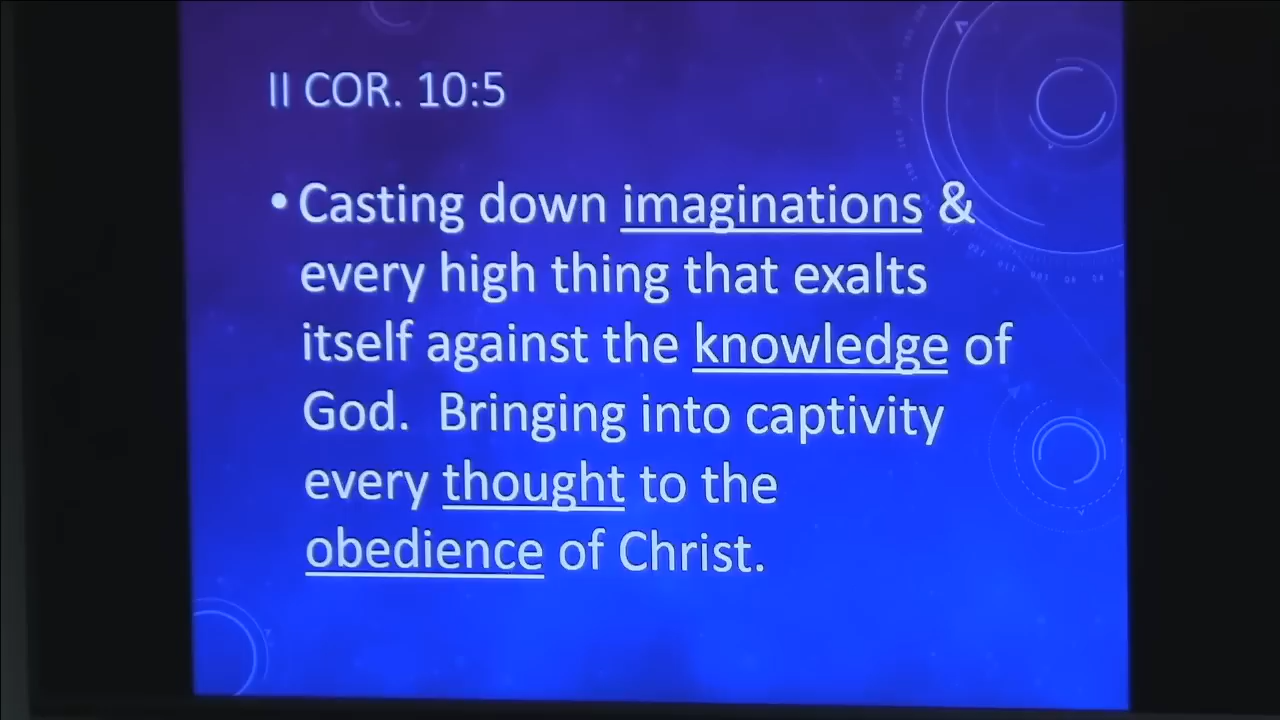 II COR. 10:5
• Casting down imaginations &
every high thing that exalts
itself against the knowledge of
God.  Bringing into captivity
every thought to the
obedience of Christ.